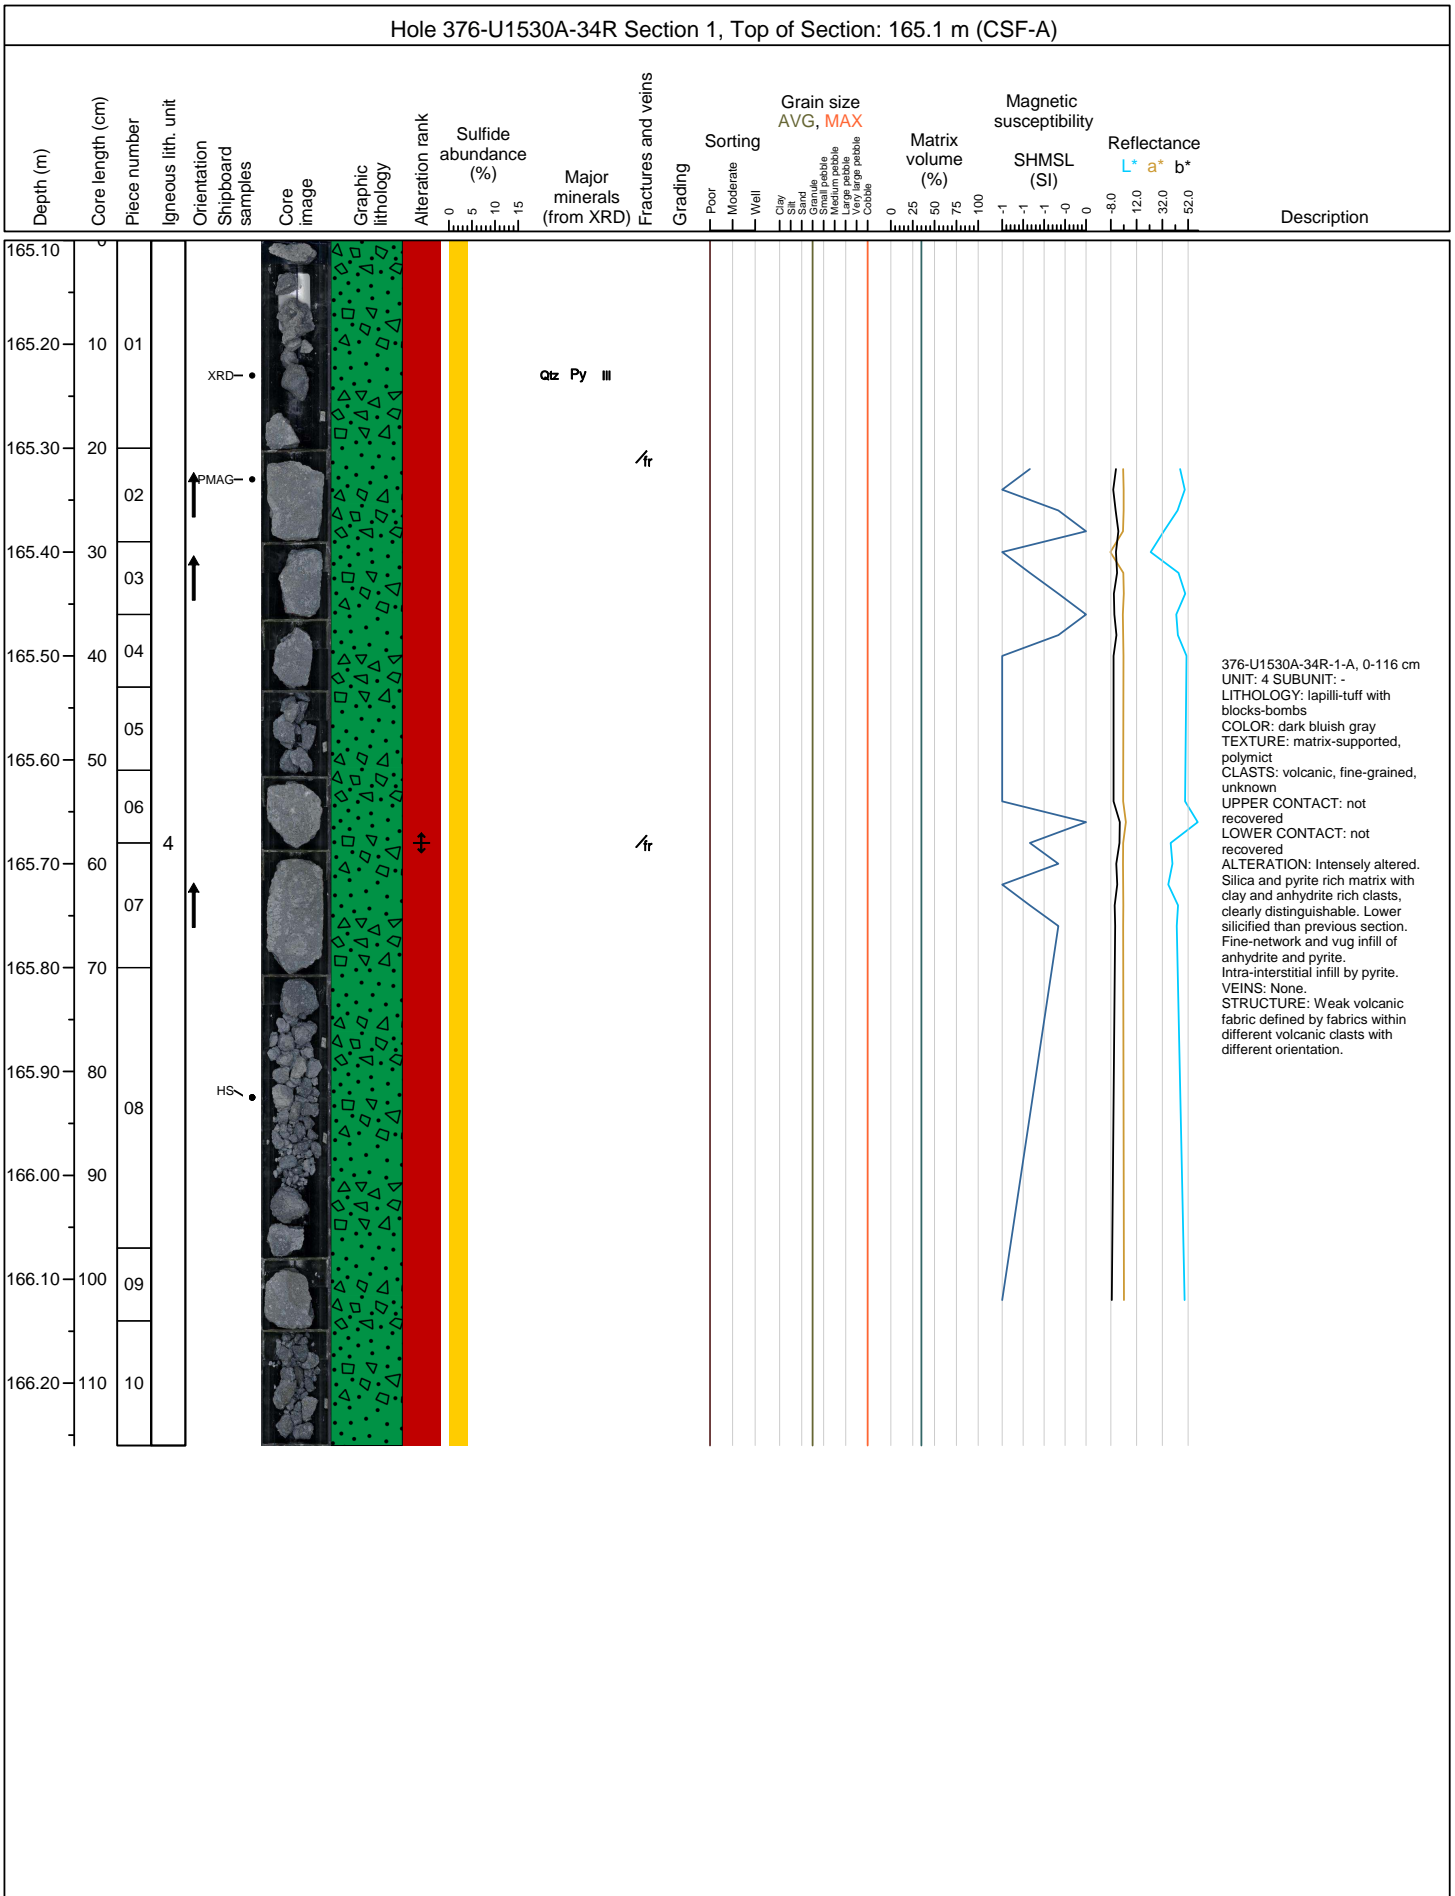 Hole 376-U1530A-34R Section 1, Top of Section: 165.1 m (CSF-A)
Depth (m)
Core length (cm)
Piece number
Igneous lith. unit
Orientation
Shipboard
samples
Core
image
Graphic
lithology
Alteration rank
Sulfide
abundance
(%)
0 5 10 15
Major
minerals
(from XRD)
Fractures and veins
Grading
Sorting
Poor
Moderate
Well
Grain size
AVG, MAX
Clay
Silt
Sand
Granule
Small pebble
Medium pebble
Large pebble
Very large pebble
Cobble
Matrix
volume
(%)
0 25 50 75 100
Magnetic
susceptibility
SHMSL
(SI)
-1 -1 -1 -0 0
Reflectance
L* a* b*
-8.0 12.0 32.0 52.0
Description
165.10 0
165.20 10 01
XRD
Qtz Py Ill
165.30 20
fr
02 PMAG
165.40 30
03
165.50 40 04
05
165.60 50
06
4 fr
165.70 60
07
165.80 70
165.90 80
HS
08
166.00 90
166.10 100 09
166.20 110 10
376-U1530A-34R-1-A, 0-116 cm
UNIT: 4 SUBUNIT: -
LITHOLOGY: lapilli-tuff with
blocks-bombs
COLOR: dark bluish gray
TEXTURE: matrix-supported,
polymict
CLASTS: volcanic, fine-grained,
unknown
UPPER CONTACT: not
recovered
LOWER CONTACT: not
recovered
ALTERATION: Intensely altered.
Silica and pyrite rich matrix with
clay and anhydrite rich clasts,
clearly distinguishable. Lower
silicified than previous section.
Fine-network and vug infill of
anhydrite and pyrite.
Intra-interstitial infill by pyrite.
VEINS: None.
STRUCTURE: Weak volcanic
fabric defined by fabrics within
different volcanic clasts with
different orientation.